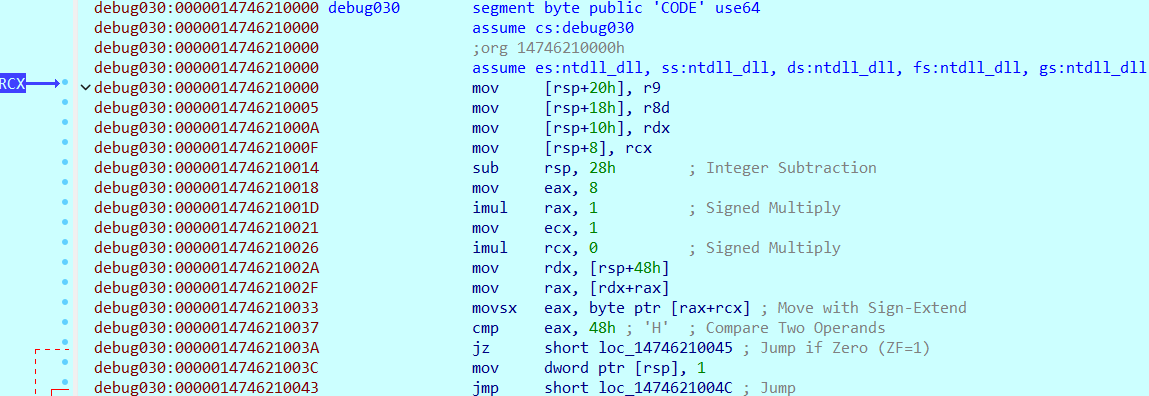 debug030:0000014746210000 debug030 segment byte public 'CODE' use64
debug030:0000014746210000 assume cs:debug030
debug030:0000014746210000 ;org 14746210000h
debug030:0000014746210000 assume es:ntdll_dll, ss:ntdll_dll, ds:ntdll_dll, fs:ntdll_dll, gs:ntdll_dll
RCX debug030:0000014746210000 mov [rsp+20h], r9
debug030:0000014746210005 mov [rsp+18h], r8d
debug030:000001474621000A mov [rsp+10h], rdx
debug030:000001474621000F mov [rsp+8], rcx
debug030:0000014746210014 sub rsp, 28h ; Integer Subtraction
debug030:0000014746210018 mov eax, 8
debug030:000001474621001D imul rax, 1 ; Signed Multiply
debug030:0000014746210021 mov ecx, 1
debug030:0000014746210026 imul rcx, 0 ; Signed Multiply
debug030:000001474621002A mov rdx, [rsp+48h]
debug030:000001474621002F mov rax, [rdx+rax]
debug030:0000014746210033 movsx eax, byte ptr [rax+rcx] ; Move with Sign-Extend
debug030:0000014746210037 cmp eax, 48h ; 'H' ; Compare Two Operands
debug030:000001474621003A jz short loc_14746210045 ; Jump if Zero (ZF=1)
debug030:000001474621003C mov dword ptr [rsp], 1
debug030:0000014746210043 jmp short loc_1474621004C ; Jump